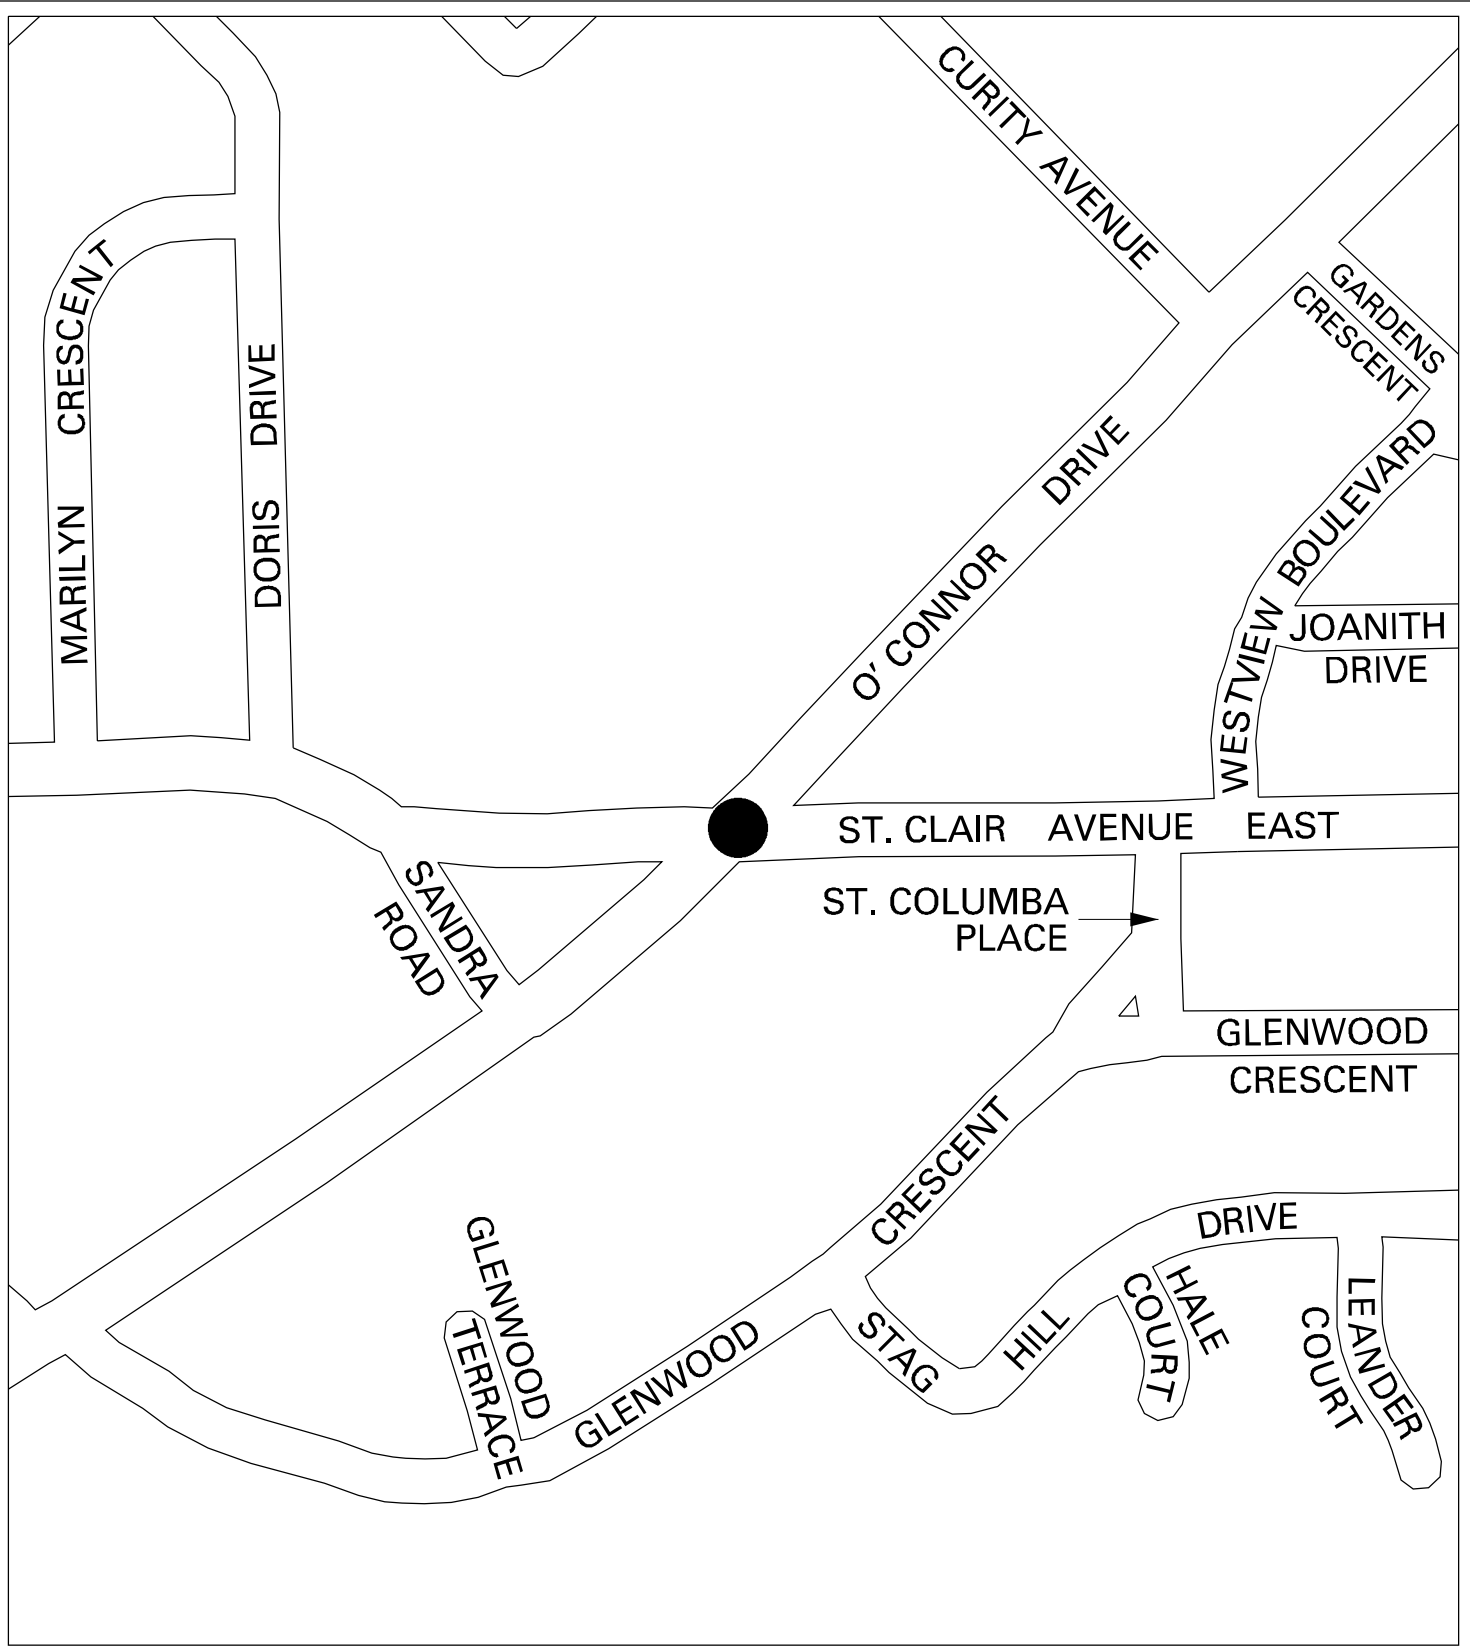 CURITY AVENUE
GARDENS
CRESCENT
MARILYN CRESCENT
DORIS DRIVE
O' CONNOR DRIVE
WESTVIEW BOULEVARD
JOANITH
DRIVE
ST. CLAIR AVENUE EAST
SANDRA
ROAD
ST. COLUMBA
PLACE
GLENWOOD
CRESCENT
GLENWOOD CRESCENT
GLENWOOD
TERRACE
STAG HILL DRIVE
HALE
COURT
LEANDER
COURT